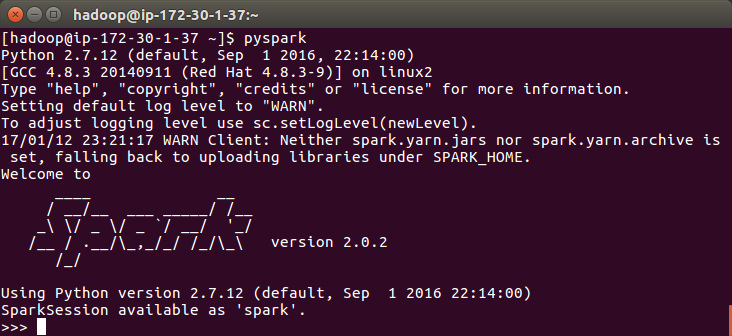 hadoop@ip-172-30-1-37:~
[hadoop@ip-172-30-1-37 ~]$ pyspark
Python 2.7.12 (default, Sep  1 2016, 22:14:00)
[GCC 4.8.3 20140911 (Red Hat 4.8.3-9)] on linux2
Type "help", "copyright", "credits" or "license" for more information.
Setting default log level to "WARN".
To adjust logging level use sc.setLogLevel(newLevel).
17/01/12 23:21:17 WARN Client: Neither spark.yarn.jars nor spark.yarn.archive is
 set, falling back to uploading libraries under SPARK_HOME.
Welcome to
      ____              __
     / __/__  ___ _____/ /__
    _\ \/ _ \/ _ `/ __/  '_/
   /__ / .__/\_,_/_/ /_/\_\   version 2.0.2
      /_/
Using Python version 2.7.12 (default, Sep  1 2016 22:14:00)
SparkSession available as 'spark'.
>>>